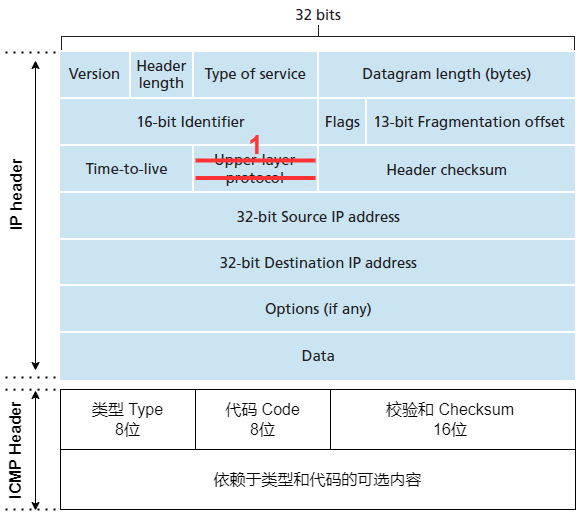 32 bits
Version
Header
length
Type of service
Datagram length (bytes)
16-bit Identifier
Flags
13-bit Fragmentation offset
1
Time-to-live
Upper-layer
protocol
Header checksum
32-bit Source IP address
32-bit Destination IP address
Options (if any)
Data
IP header
类型 Type
8位
代码 Code
8位
校验和 Checksum
16位
依赖于类型和代码的可选内容
ICMP Header